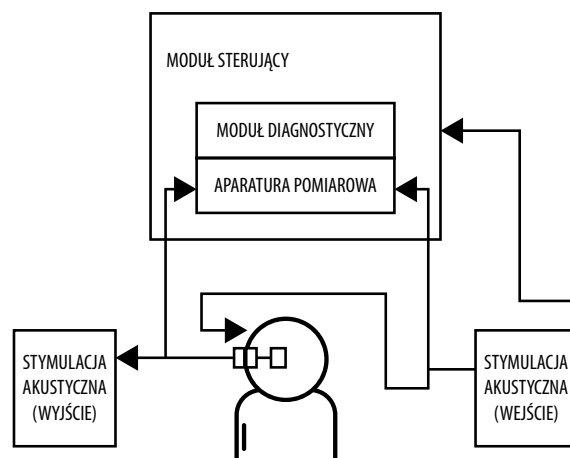 MODUŁ STERUJĄCY
MODUŁ DIAGNOSTYCZNY
APARATURA POMIAROWA
STYMULACJA
AKUSTYCZNA
(WYJŚCIE)
STYMULACJA
AKUSTYCZNA
(WEJŚCIE)